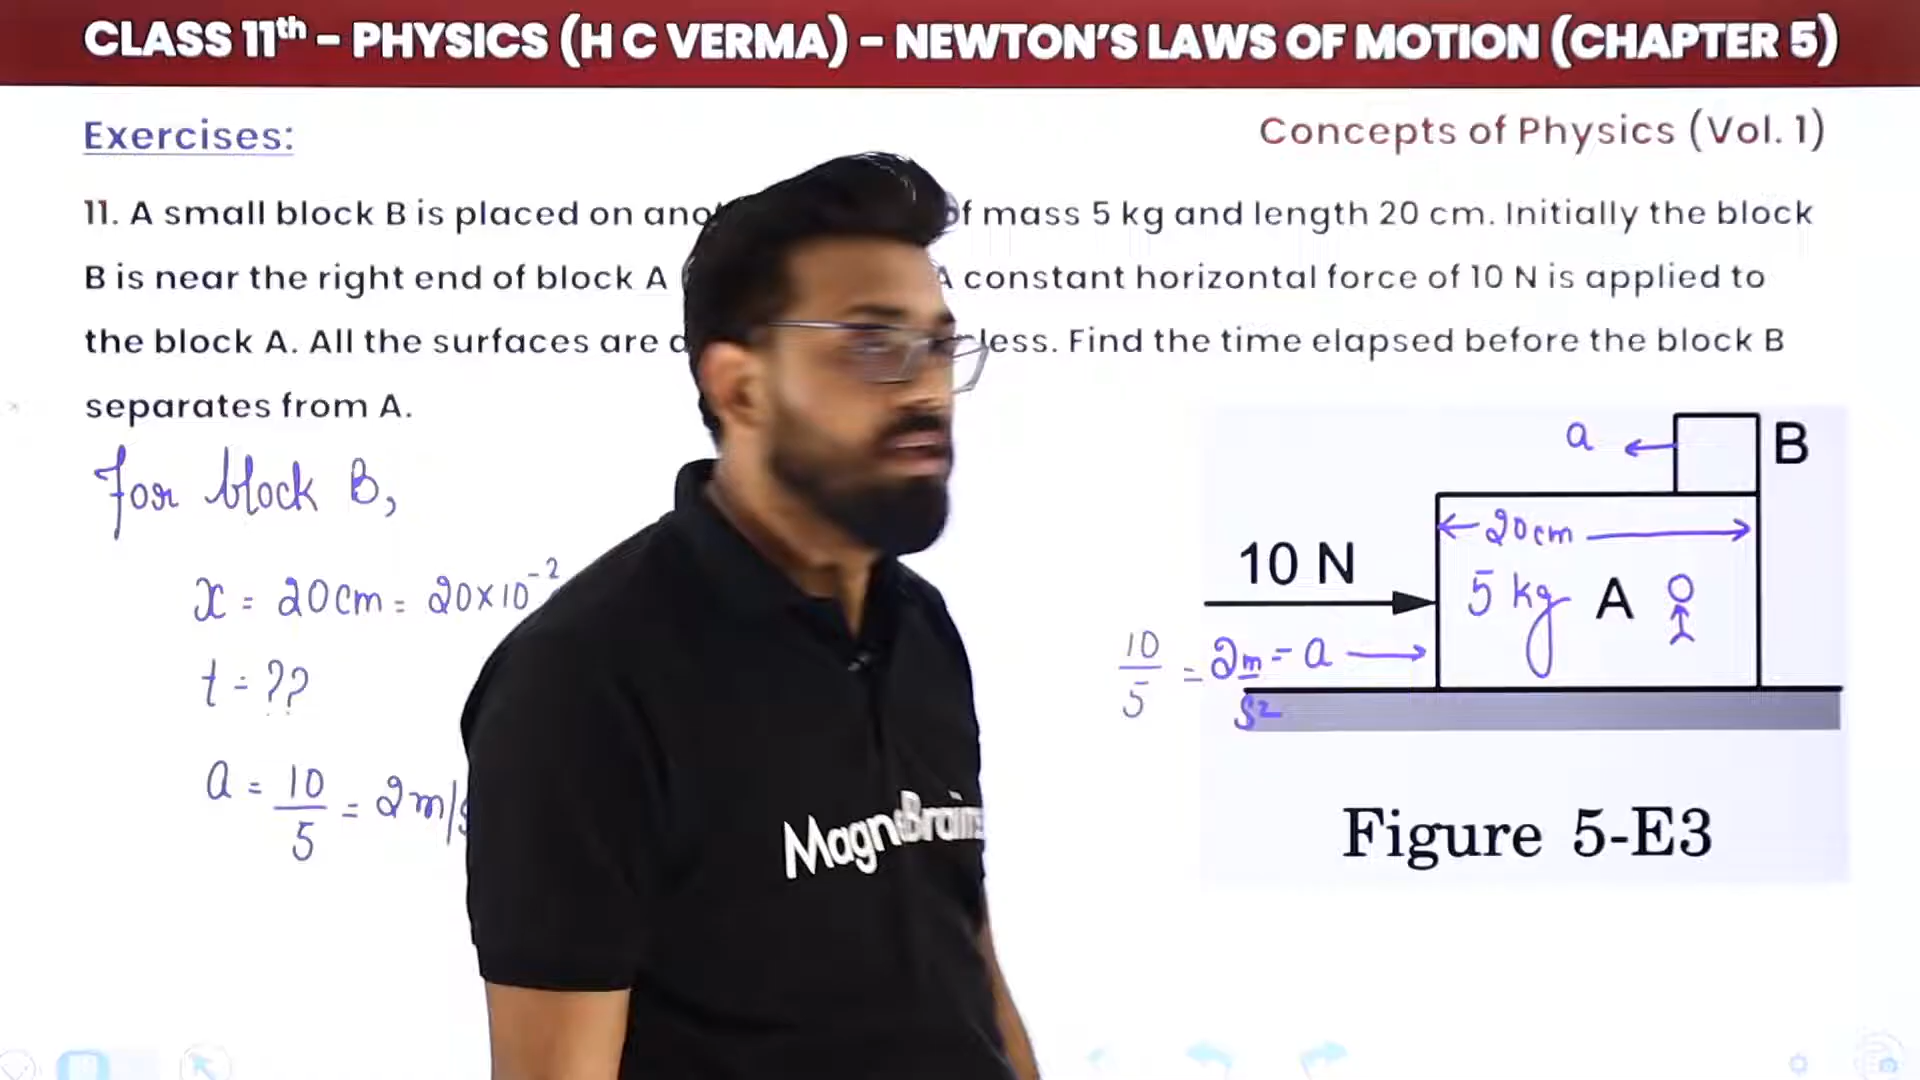 CLASS 11th - PHYSICS (H C VERMA) - NEWTON'S LAWS OF MOTION (CHAPTER 5)
Exercises:
Concepts of Physics (Vol. 1)
11. A small block B is placed on of mass 5 kg and length 20 cm. Initially the block
B is near the right end of block A A constant horizontal force of 10 N is applied to
the block A. All the surfaces are Find the time elapsed before the block B
separates from A.
For block B,
x = 20cm = 20×10⁻²
t = ??
a = 10/5 = 2m/s
a
B
20cm
10 N
5 kg A
10/5 = 2m/s² = a
Figure 5-E3
MagnetBrains